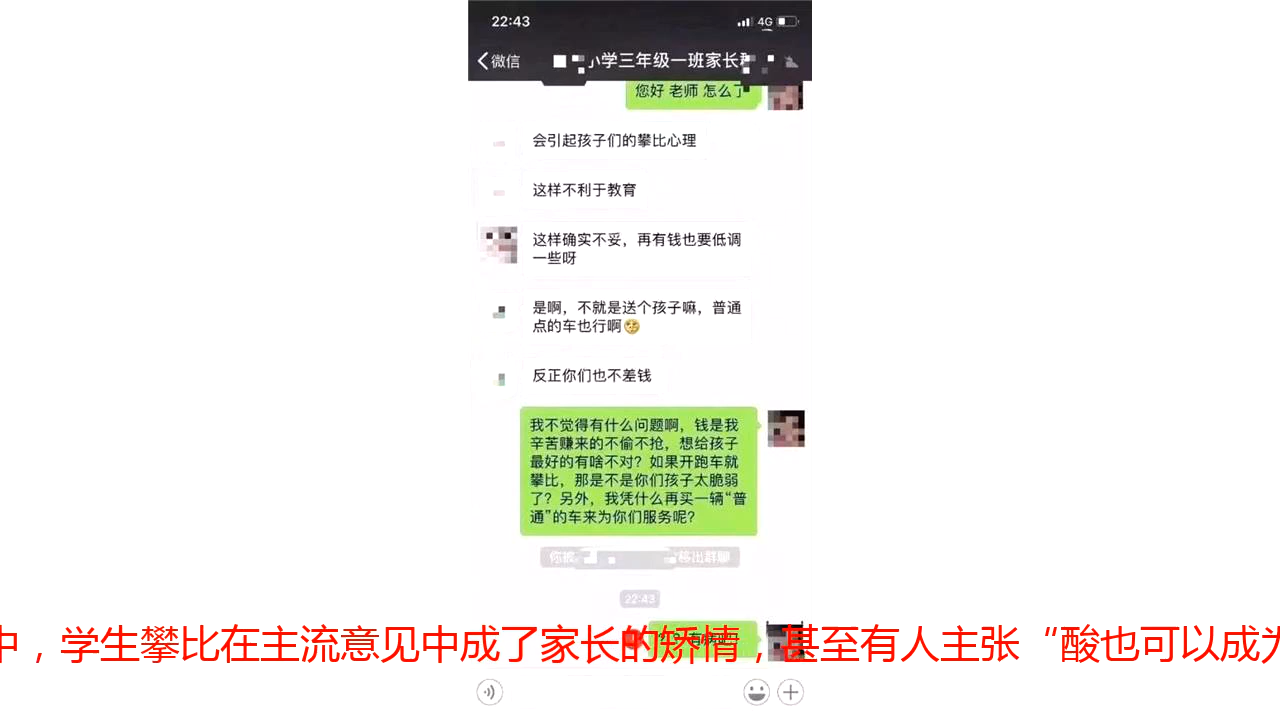 22:43
4G
微信
小学三年级一班家长
您好 老师 怎么了
会引起孩子们的攀比心理
这样不利于教育
这样确实不妥，再有钱也要低调
一些呀
是啊，不就是送个孩子嘛，普通
点的车也行啊
反正你们也不差钱
我不觉得有什么问题啊，钱是我
辛苦赚来的不偷不抢，想给孩子
最好的有啥不对？如果开跑车就
攀比，那是不是你们孩子太脆弱
了？另外，我凭什么再买一辆“普
通”的车来为你们服务呢？
你被
移出群聊
22:43
中，学生攀比在主流意见中成了家长的矫情，甚至有人主张“酸也可以成为